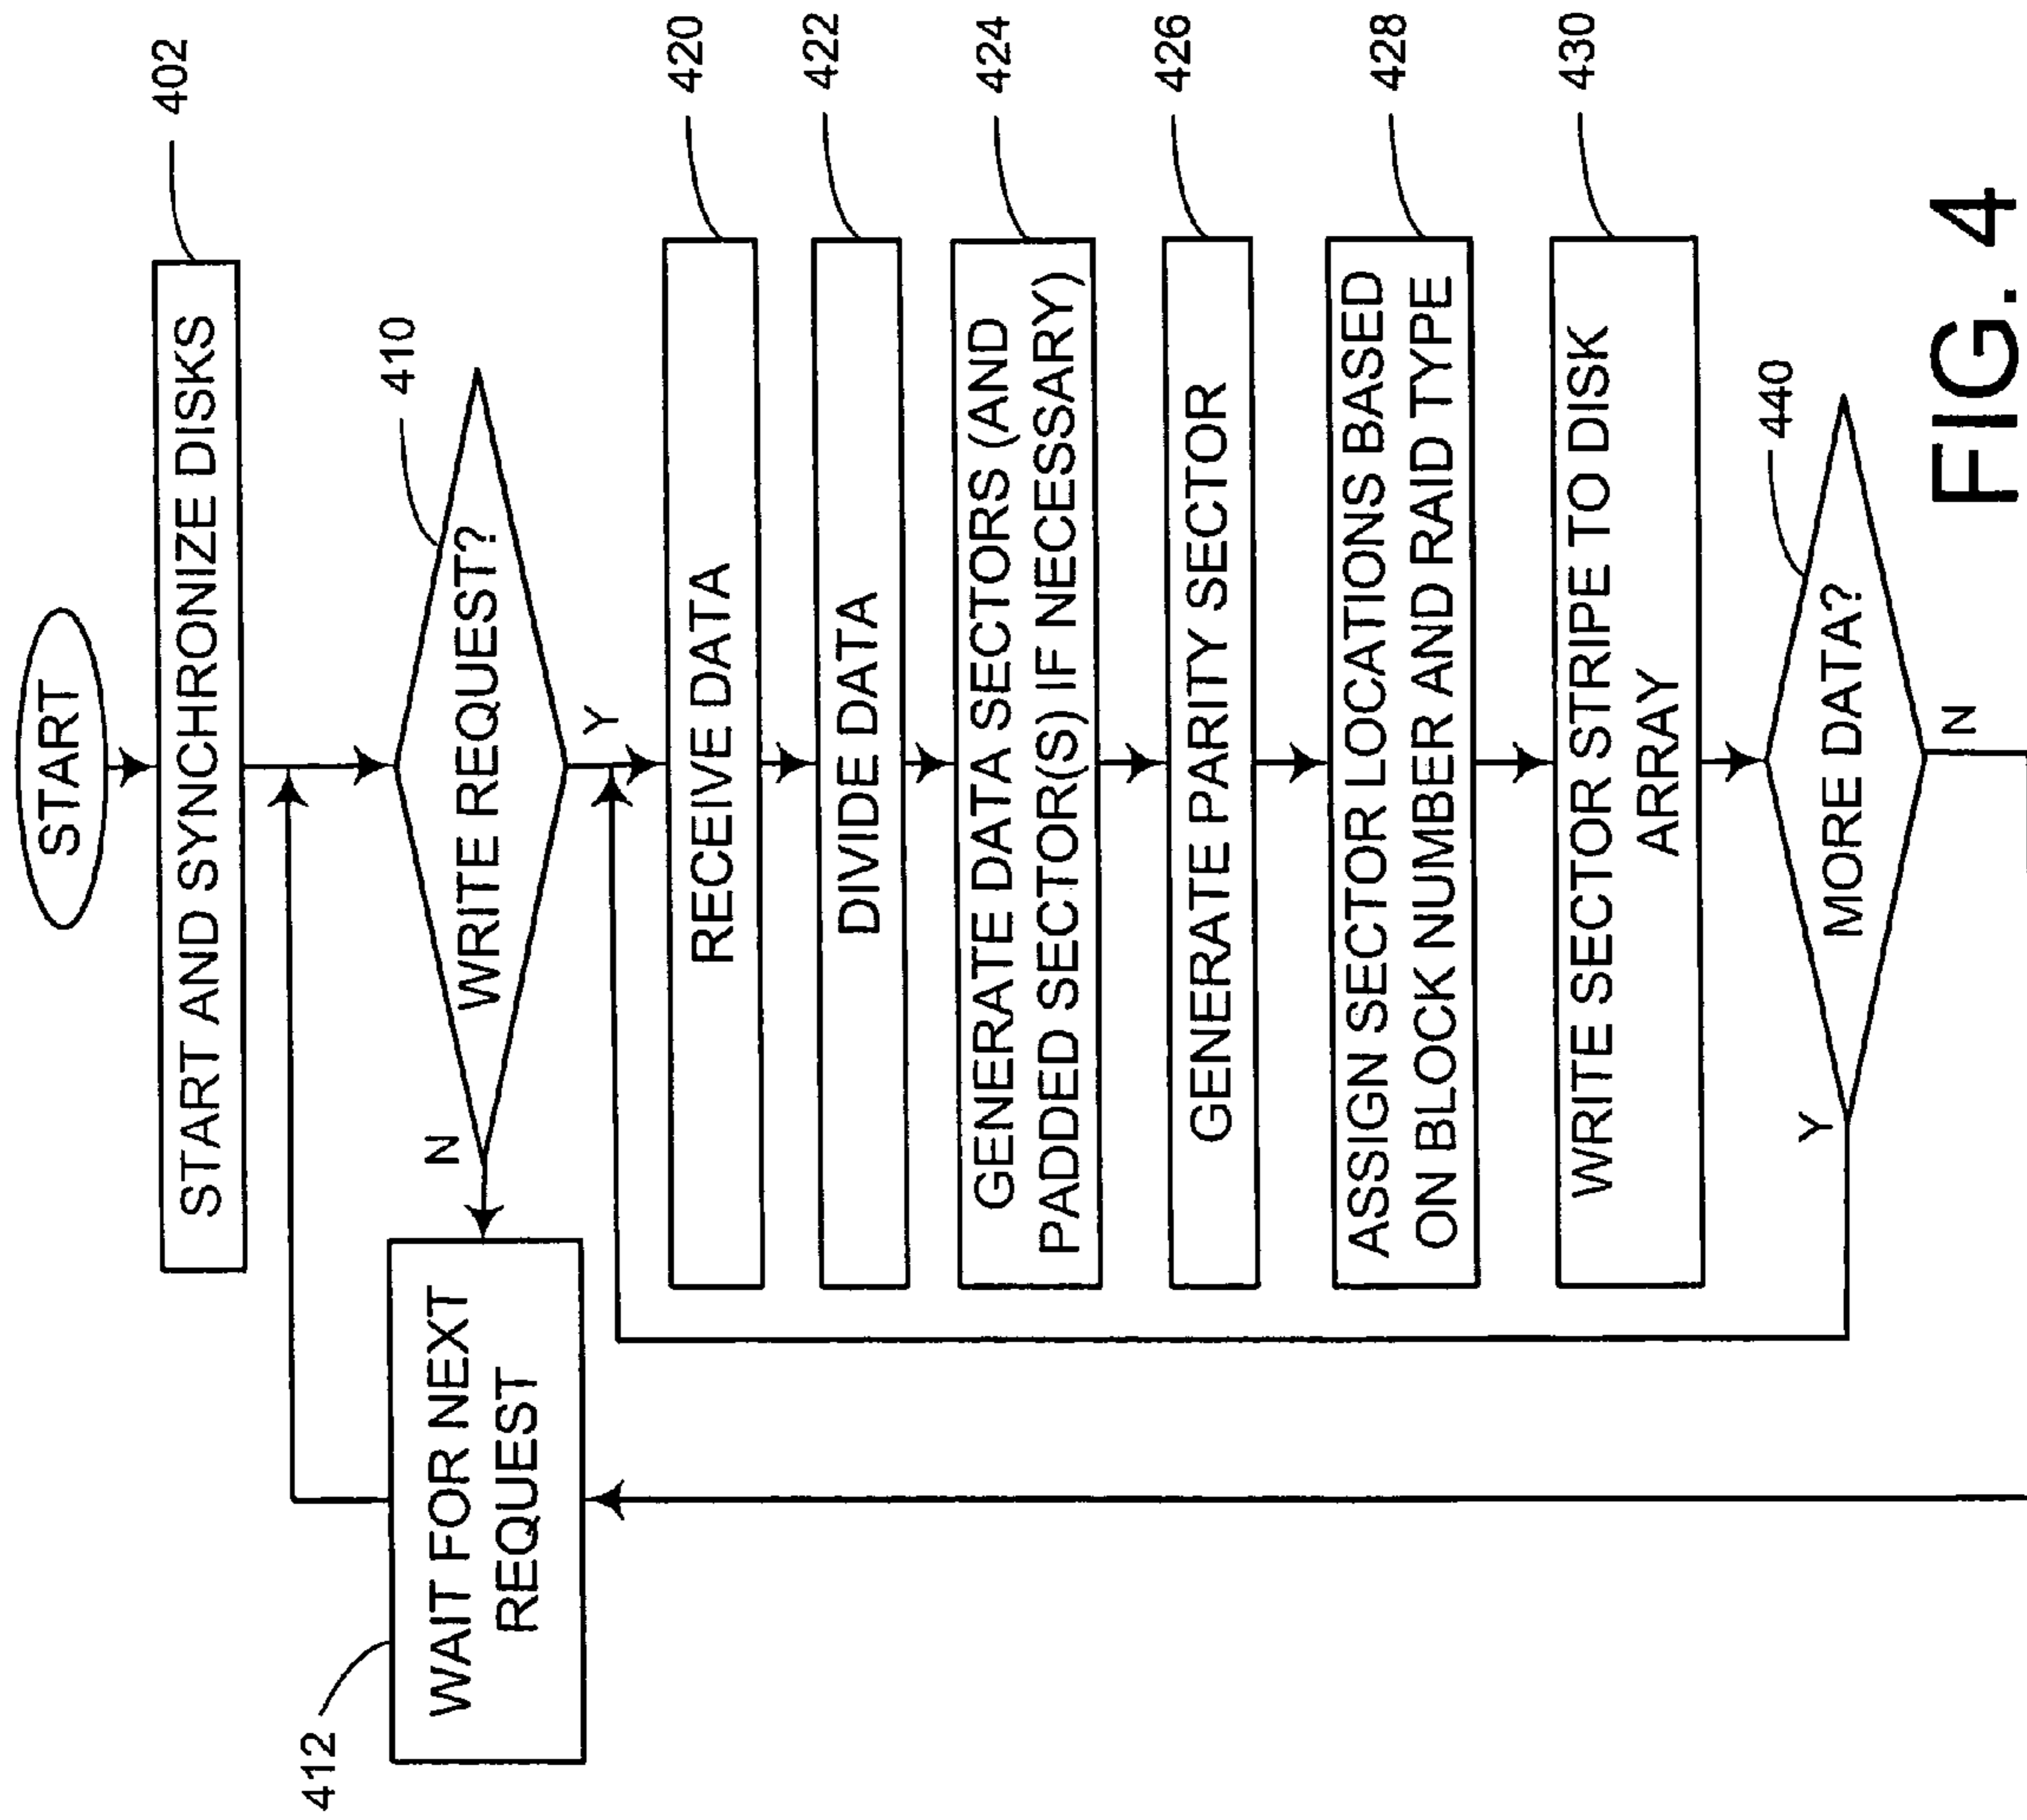 START
402
START AND SYNCHRONIZE DISKS
410
WRITE REQUEST?
N
Y
412
WAIT FOR NEXT
REQUEST
420
RECEIVE DATA
422
DIVIDE DATA
424
GENERATE DATA SECTORS (AND
PADDED SECTOR(S) IF NECESSARY)
426
GENERATE PARITY SECTOR
428
ASSIGN SECTOR LOCATIONS BASED
ON BLOCK NUMBER AND RAID TYPE
430
WRITE SECTOR STRIPE TO DISK
ARRAY
440
MORE DATA?
Y
N
FIG. 4